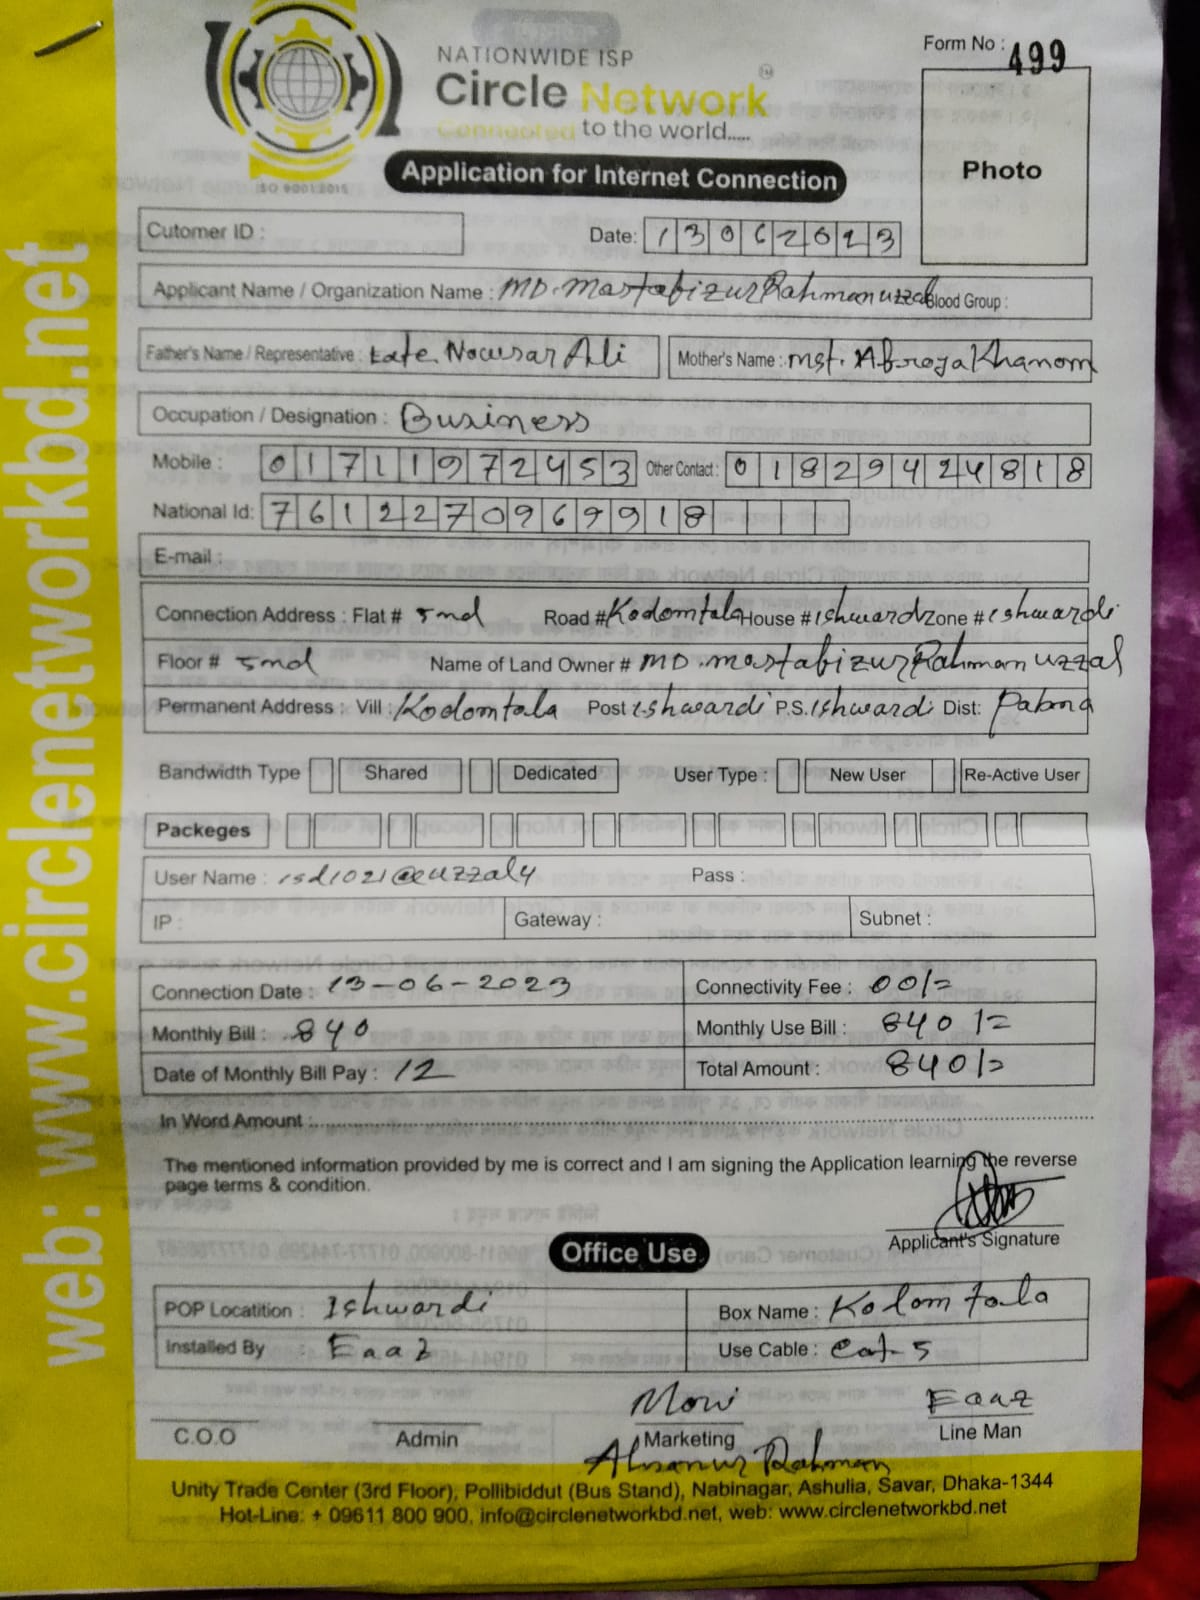 NATIONWIDE ISP
Circle Network
Connected to the world.....
ISO 9001:2015
Form No : 499
Photo
Application for Internet Connection
Cutomer ID :
Date: 13062023
Applicant Name / Organization Name : MD. Mastabizur Rahman uzzal Blood Group :
Father's Name / Representative : Late Nowsar Ali Mother's Name : Mst. Afroja Khanom
Occupation / Designation : Business
Mobile : 01711972453 Other Contact : 01829424818
National Id: 7612270969918
E-mail :
Connection Address : Flat # 5nd Road # Kodomtala House # Ishwardi Zone # Ishwardi
Floor # 5nd Name of Land Owner # MD. Mastabizur Rahman uzzal
Permanent Address : Vill : Kodomtala Post Ishwardi P.S. Ishwardi Dist: Pabna
Bandwidth Type Shared Dedicated User Type : New User Re-Active User
Packeges
User Name : isd1021@uzzal4 Pass :
IP : Gateway : Subnet :
Connection Date : 13-06-2023 Connectivity Fee : 00/=
Monthly Bill : 840 Monthly Use Bill : 840/=
Date of Monthly Bill Pay : 12 Total Amount : 840/=
In Word Amount :
The mentioned information provided by me is correct and I am signing the Application learning the reverse
page terms & condition.
Applicant's Signature
Office Use
POP Locatition : Ishwardi Box Name : Kolom tola
Installed By : Eaaz Use Cable : Cat-5
C.O.O Admin Marketing Eaaz Line Man
Rahman
Unity Trade Center (3rd Floor), Pollibiddut (Bus Stand), Nabinagar, Ashulia, Savar, Dhaka-1344
Hot-Line: + 09611 800 900, info@circlenetworkbd.net, web: www.circlenetworkbd.net
web: www.circlenetworkbd.net